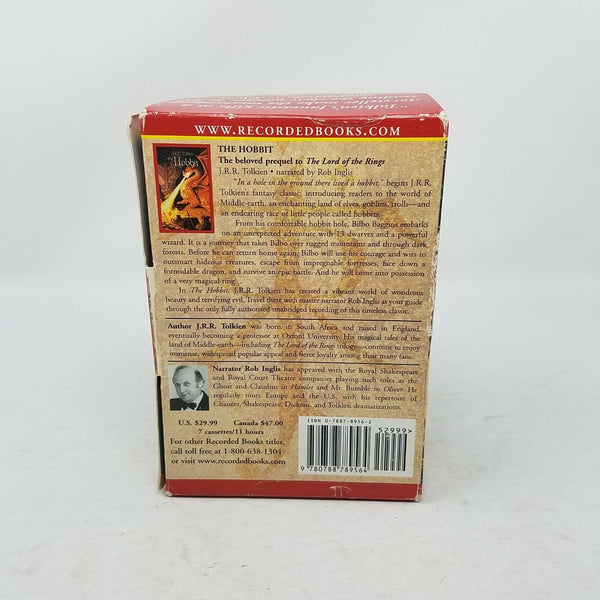 WWW.RECORDEDBOOKS.COM
THE HOBBIT
The beloved prequel to The Lord of the Rings
J.R.R. Tolkien • narrated by Rob Inglis
"In a hole in the ground there lived a hobbit," begins J.R.R.
Tolkien's fantasy classic, introducing readers to the world of
Middle-earth, an enchanting land of elves, goblins, trolls—and
an endearing race of little people called hobbits.
From his comfortable hobbit hole, Bilbo Baggins embarks
on an unexpected adventure with 13 dwarves and a powerful
wizard. It is a journey that takes Bilbo over rugged mountains and through dark
forests. Before he can return home again, Bilbo will use his courage and wits to
outsmart hideous creatures, escape from impregnable fortresses, face down a
formidable dragon, and survive an epic battle. And he will come into possession
of a very magical ring ...
In The Hobbit, J.R.R. Tolkien has created a vibrant world of wondrous
beauty and terrifying evil. Travel there with master narrator Rob Inglis as your guide
through the only fully authorized unabridged recording of this timeless classic.
Author J.R.R. Tolkien was born in South Africa and raised in England,
eventually becoming a professor at Oxford University. His magical tales of the
land of Middle-earth—including The Lord of the Rings trilogy—continue to enjoy
immense, widespread popular appeal and fierce loyalty among their many fans.
Narrator Rob Inglis has appeared with the Royal Shakespeare
and Royal Court Theatre companies playing such roles as the
Ghost and Claudius in Hamlet and Mr. Bumble in Oliver. He
regularly tours Europe and the U.S. with his repertoire of
Chaucer, Shakespeare, Dickens, and Tolkien dramatizations.
U.S. $29.99 Canada $47.00
7 cassettes/11 hours
For other Recorded Books titles,
call toll free at 1-800-638-1304
or visit www.recordedbooks.com
ISBN 0-7887-8956-2
52999>
9 780788 789564